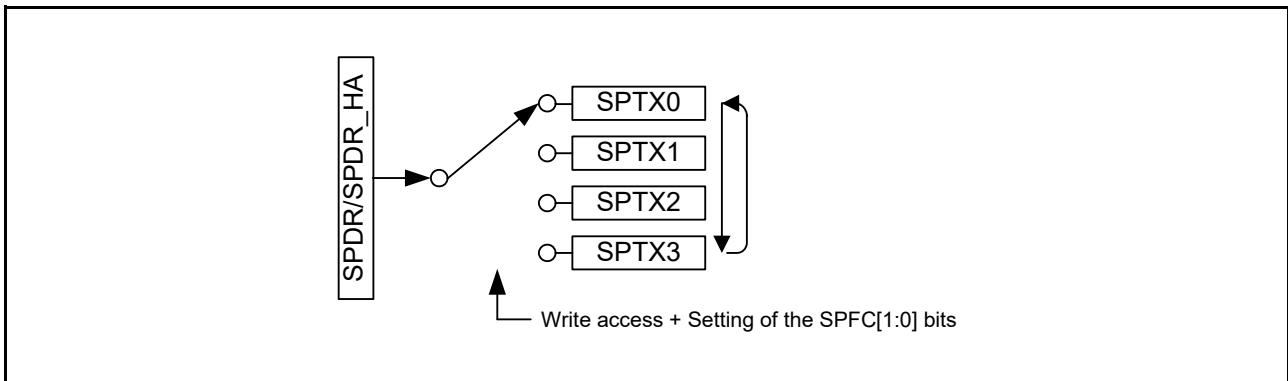 SPDR/SPDR_HA
SPTX0
SPTX1
SPTX2
SPTX3
Write access + Setting of the SPFC[1:0] bits